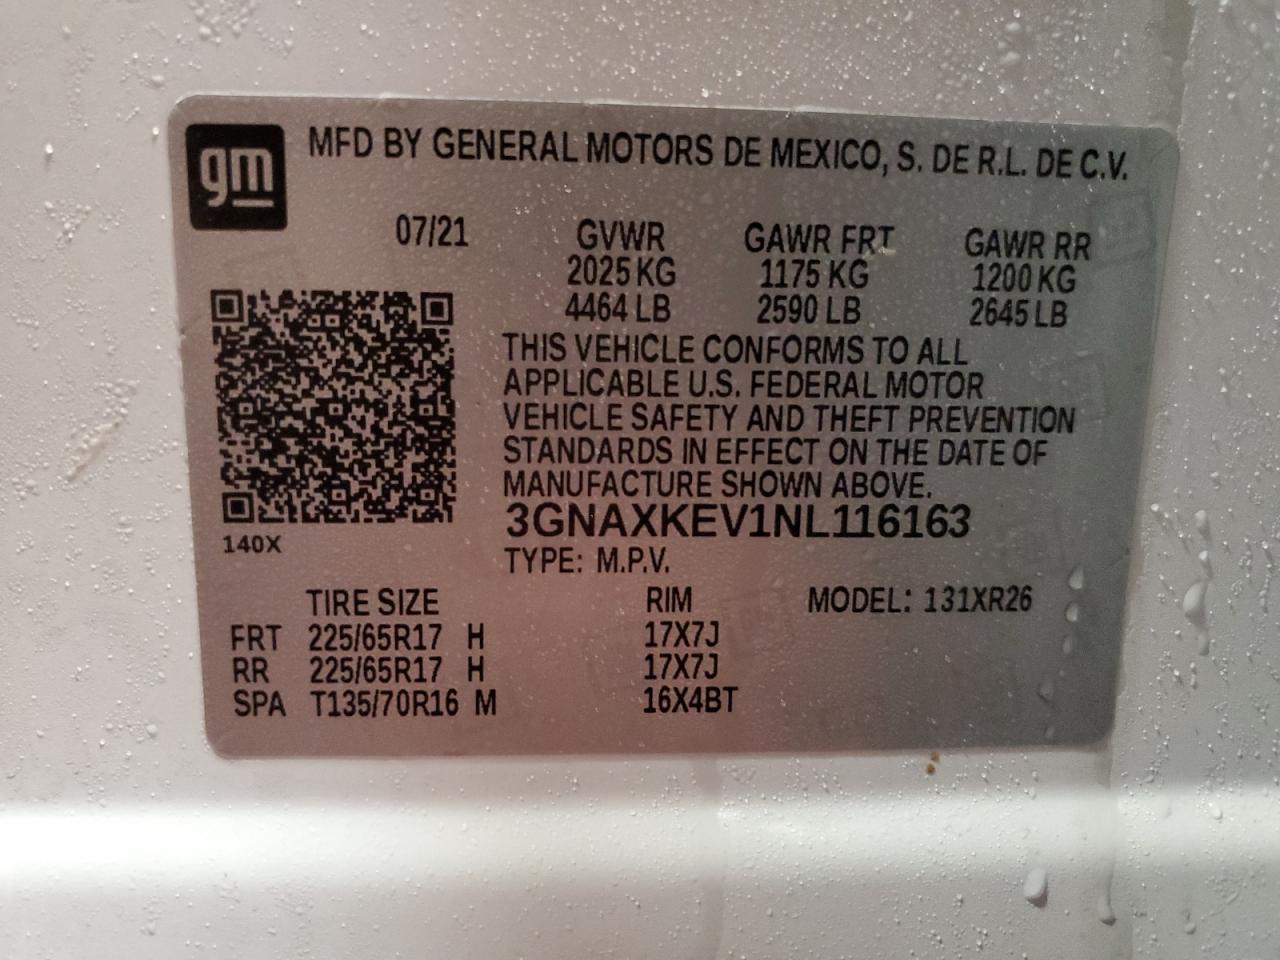 gm
MFD BY GENERAL MOTORS DE MEXICO, S. DE R.L. DE C.V.
07/21 GVWR GAWR FRT GAWR RR
2025 KG 1175 KG 1200 KG
4464 LB 2590 LB 2645 LB
THIS VEHICLE CONFORMS TO ALL
APPLICABLE U.S. FEDERAL MOTOR
VEHICLE SAFETY AND THEFT PREVENTION
STANDARDS IN EFFECT ON THE DATE OF
MANUFACTURE SHOWN ABOVE.
3GNAXKEV1NL116163
140X
TYPE: M.P.V.
TIRE SIZE RIM MODEL: 131XR26
FRT 225/65R17 H 17X7J
RR 225/65R17 H 17X7J
SPA T135/70R16 M 16X4BT